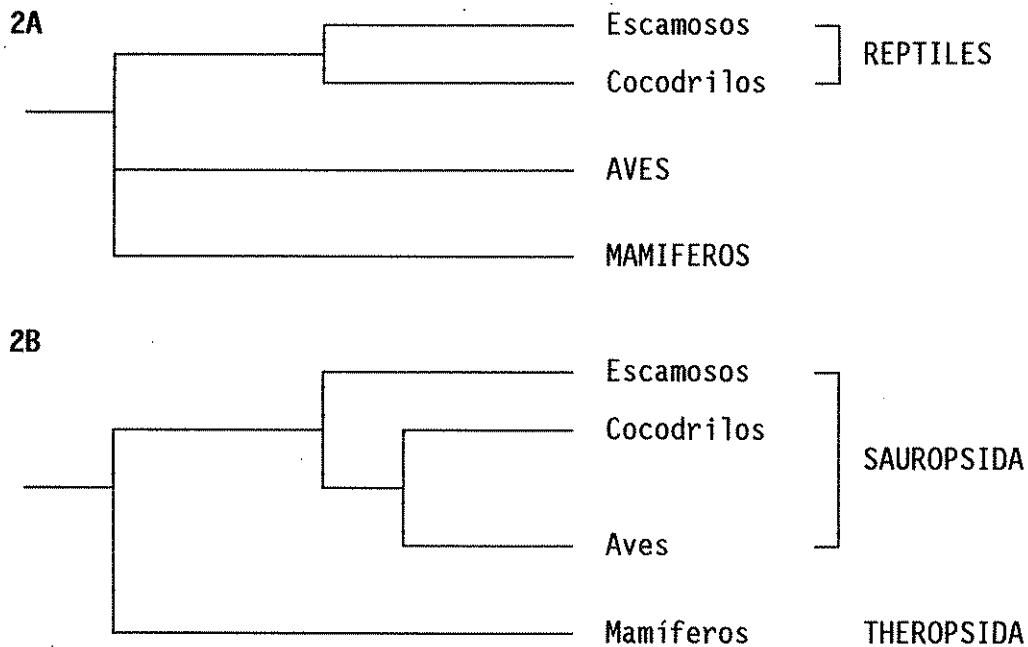 2A
Escamosos
REPTILES
Cocodrilos
AVES
MAMIFEROS
2B
Escamosos
Cocodrilos
SAUROPSIDA
Aves
Mamíferos THEROPSIDA